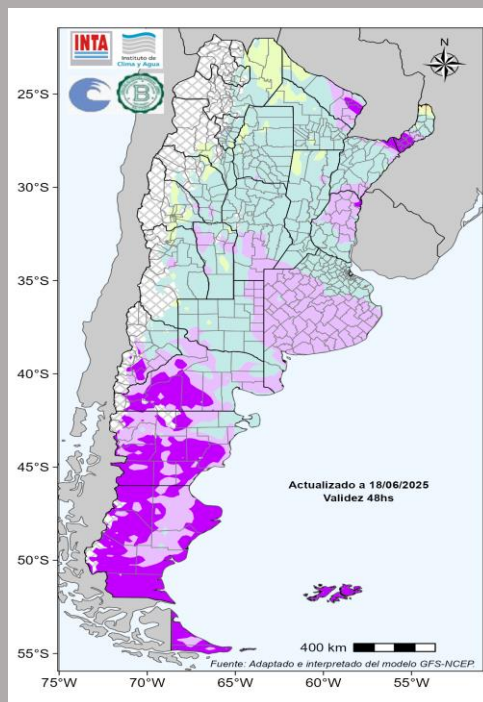 INTA
Instituto de
Clima y Agua
B
N
25°S
30°S
35°S
40°S
45°S
50°S
55°S
Actualizado a 18/06/2025
Validez 48hs
400 km
Fuente: Adaptado e interpretado del modelo GFS-NCEP.
75°W
70°W
65°W
60°W
55°W